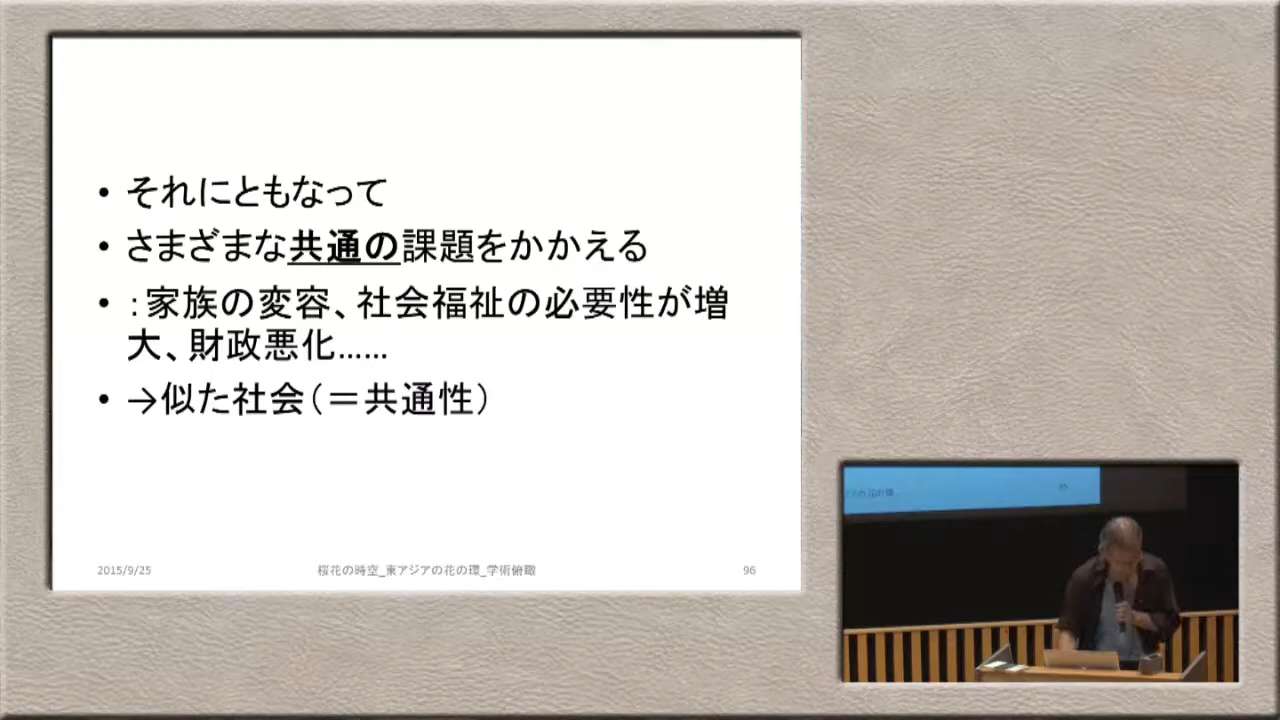 • それにともなって
• さまざまな共通の課題をかかえる
• :家族の変容、社会福祉の必要性が増
大、財政悪化……
• →似た社会(=共通性)
2015/9/25
桜花の時空_東アジアの花の環_学術俯瞰
96